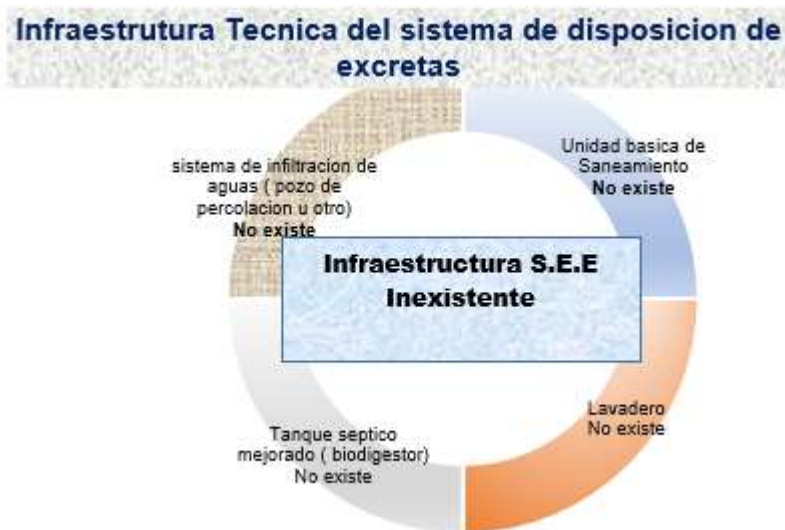 Infraestrutura Tecnica del sistema de disposicion de
excretas
sistema de infiltracion de
aguas ( pozo de
percolacion u otro)
No existe
Unidad basica de
Saneamiento
No existe
Infraestructura S.E.E
Inexistente
Tanque septico
mejorado ( biodigestor)
No existe
Lavadero
No existe